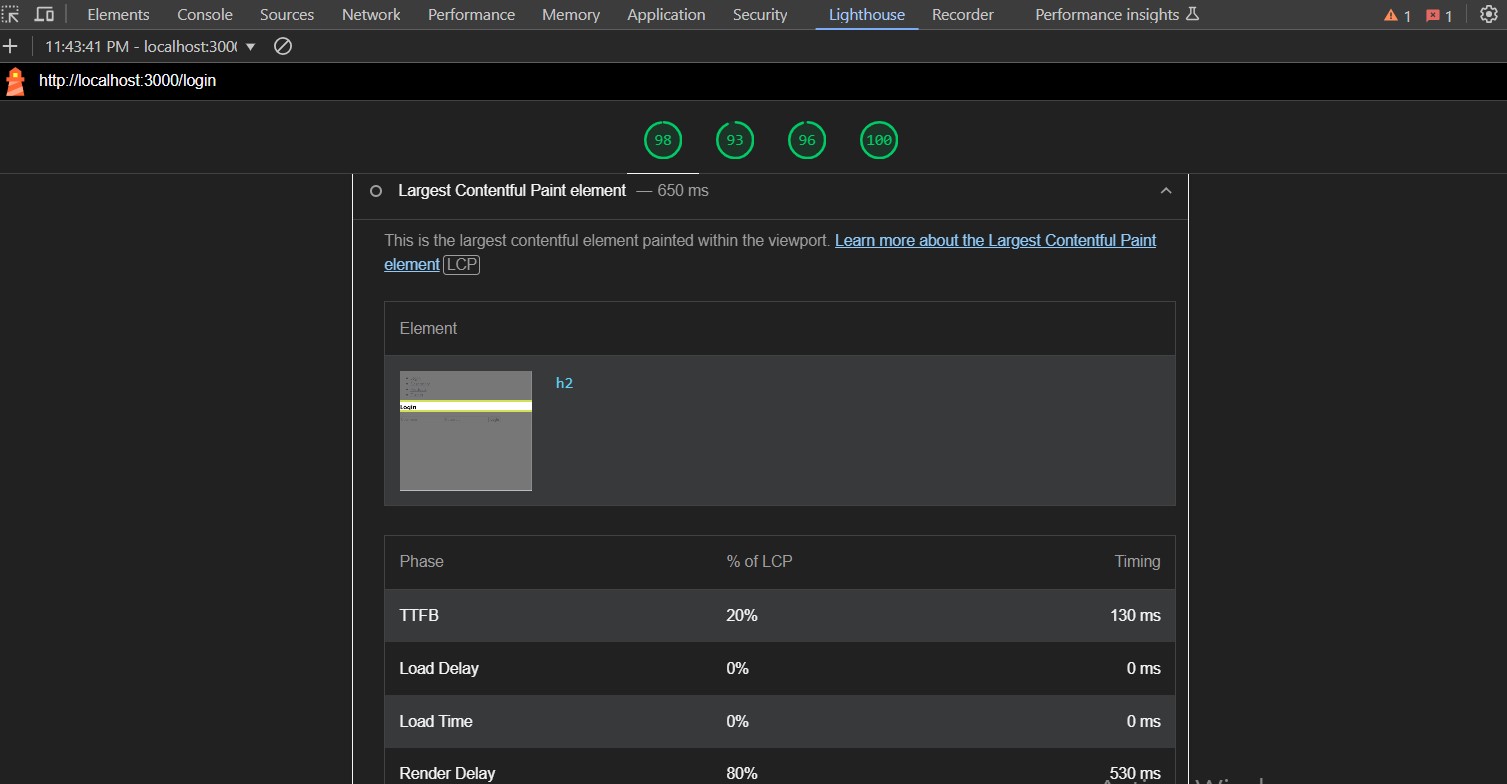 Elements Console Sources Network Performance Memory Application Security Lighthouse Recorder Performance insights 1 1
11:43:41 PM - localhost:3000
http://localhost:3000/login
98 93 96 100
Largest Contentful Paint element — 650 ms
This is the largest contentful element painted within the viewport. Learn more about the Largest Contentful Paint
element LCP
Element
h2
Login
Phase % of LCP Timing
TTFB 20% 130 ms
Load Delay 0% 0 ms
Load Time 0% 0 ms
Render Delay 80% 530 ms